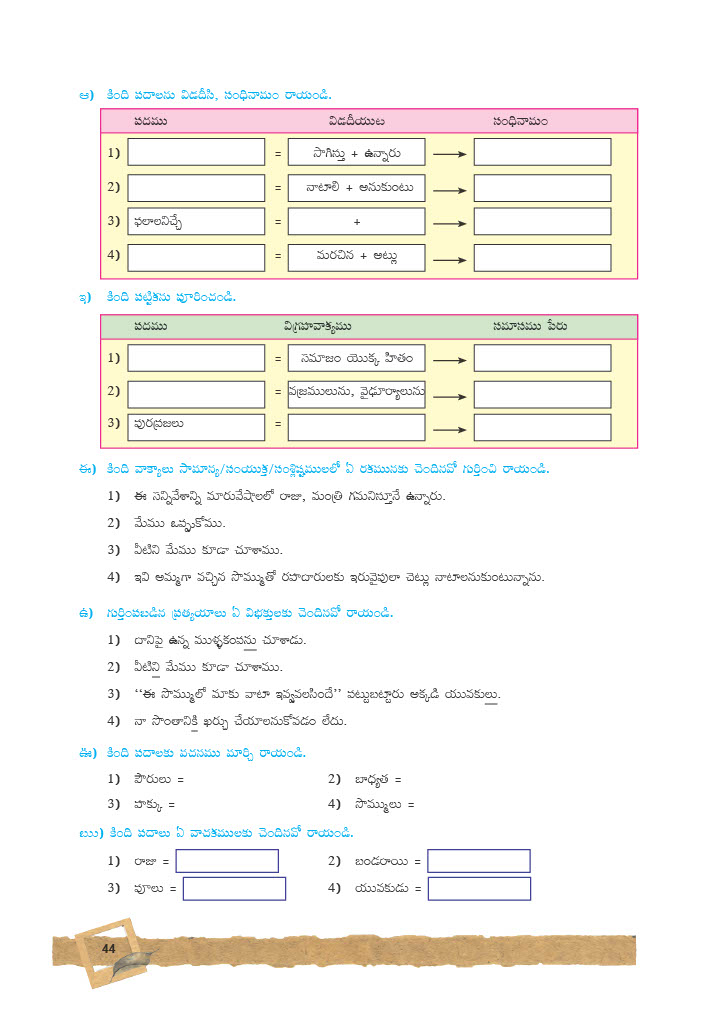 ఆ) కింది పదాలను విడదీసి, సంధినామం రాయండి.
పదము విడదీయుట సంధినామం
1) = సాగిస్తు + ఉన్నారు
2) = నాటాలి + అనుకుంటు
3) ఫలాలనిచ్చే = +
4) = మరచిన + అట్లు
ఇ) కింది పట్టికను పూరించండి.
పదము విగ్రహవాక్యము సమాసము పేరు
1) = సమాజం యొక్క హితం
2) = వజ్రములును, వైఢూర్యాలును
3) పురప్రజలు =
ఈ) కింది వాక్యాలు సామాన్య/సంయుక్త/సంశ్లిష్టములలో ఏ రకమునకు చెందినవో గుర్తించి రాయండి.
1) ఈ సన్నివేశాన్ని మారువేషాలలో రాజు, మంత్రి గమనిస్తూనే ఉన్నారు.
2) మేము ఒప్పుకోము.
3) వీటిని మేము కూడా చూశాము.
4) ఇవి అమ్మగా వచ్చిన సొమ్ముతో రహదారులకు ఇరువైపులా చెట్లు నాటాలనుకుంటున్నాను.
ఉ) గుర్తింపబడిన ప్రత్యయాలు ఏ విభక్తులకు చెందినవో రాయండి.
1) దానిపై ఉన్న ముళ్ళకంపను చూశాడు.
2) వీటిని మేము కూడా చూశాము.
3) ‘‘ఈ సొమ్ములో మాకు వాటా ఇవ్వవలసిందే’’ పట్టుబట్టారు అక్కడి యువకులు.
4) నా సొంతానికి ఖర్చు చేయాలనుకోవడం లేదు.
ఊ) కింది పదాలకు వచనము మార్చి రాయండి.
1) పౌరులు = 2) బాధ్యత =
3) హక్కు = 4) సొమ్ములు =
ఋ) కింది పదాలు ఏ వాచకములకు చెందినవో రాయండి.
1) రాజు = 2) బండరాయి =
3) పూలు = 4) యువకుడు =
44